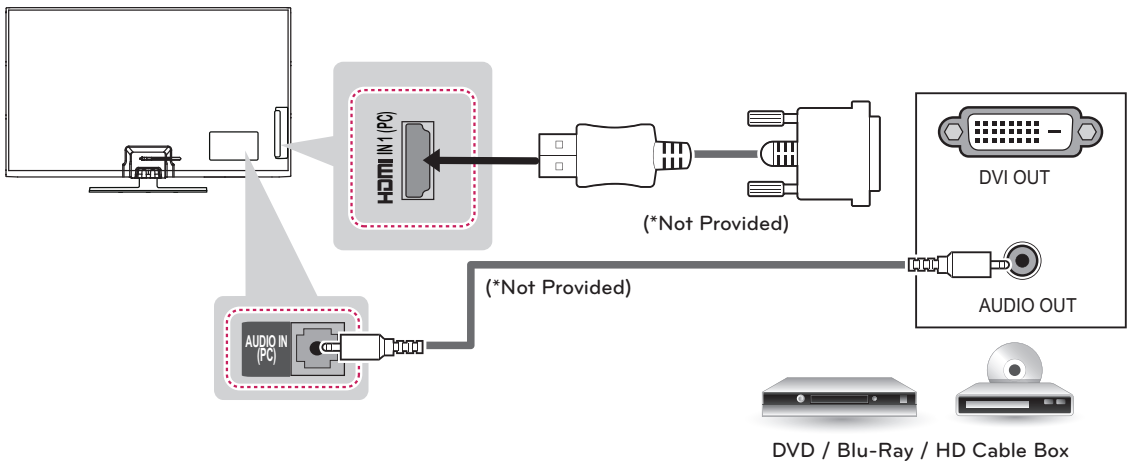 HDMI IN 1 (PC)
DVI OUT
(*Not Provided)
(*Not Provided)
AUDIO OUT
AUDIO IN
(PC)
DVD / Blu-Ray / HD Cable Box